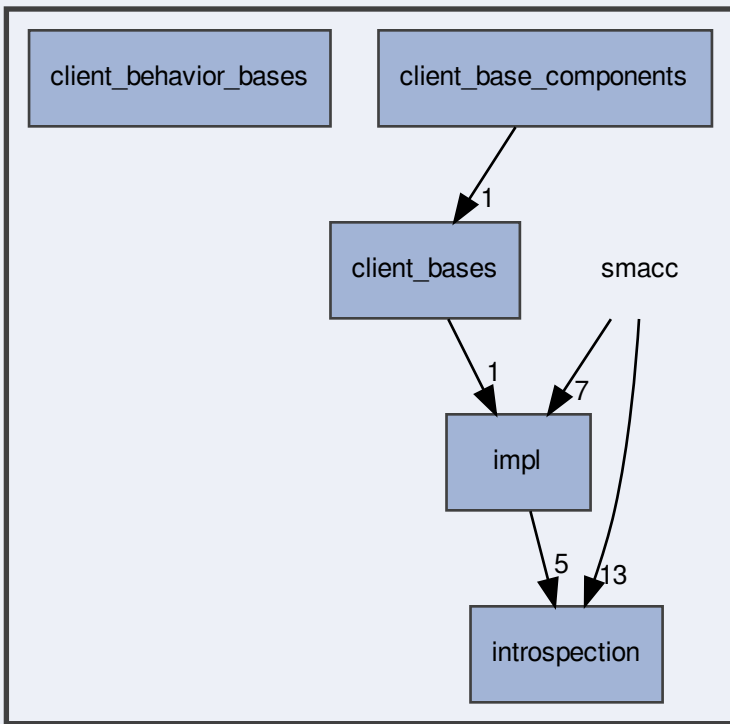 client_behavior_bases
client_base_components
1
client_bases
smacc
1
7
impl
5
13
introspection